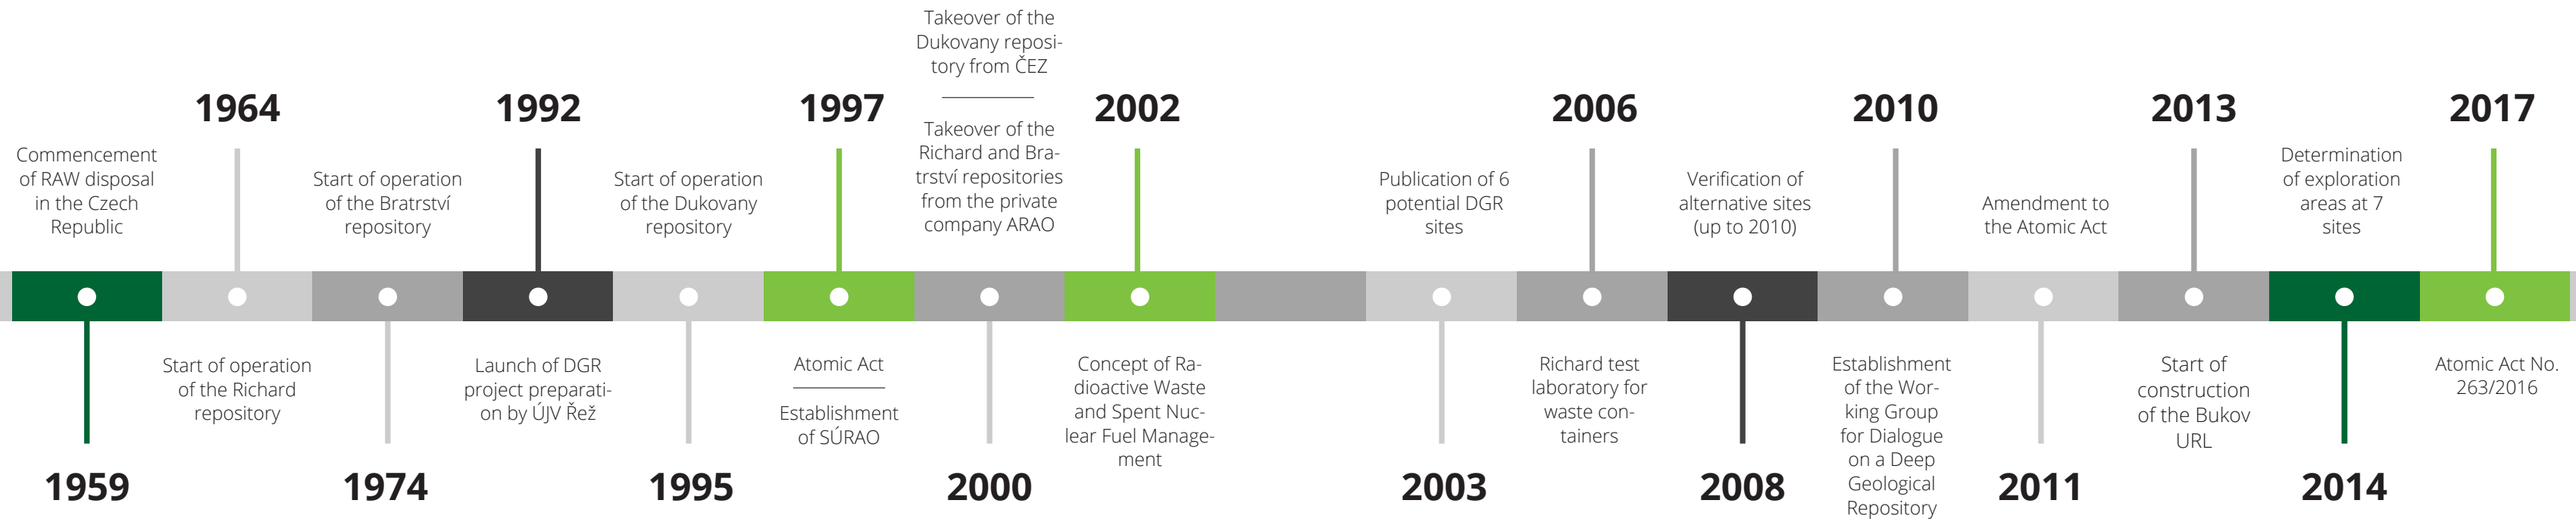 Commencement
of RAW disposal
in the Czech
Republic
1959
1964
Start of operation
of the Richard
repository
Start of operation
of the Bratrství
repository
1974
1992
Launch of DGR
project preparati-
on by ÚJV Řež
Start of operation
of the Dukovany
repository
1995
1997
Atomic Act
Establishment
of SÚRAO
Takeover of the
Dukovany reposi-
tory from ČEZ
Takeover of the
Richard and Bra-
trství repositories
from the private
company ARAO
2000
2002
Concept of Ra-
dioactive Waste
and Spent Nuc-
lear Fuel Manage-
ment
Publication of 6
potential DGR
sites
2003
2006
Richard test
laboratory for
waste con-
tainers
Verification of
alternative sites
(up to 2010)
2008
2010
Establishment
of the Wor-
king Group
for Dialogue
on a Deep
Geological
Repository
Amendment to
the Atomic Act
2011
2013
Start of
construction
of the Bukov
URL
Determination
of exploration
areas at 7
sites
2014
2017
Atomic Act No.
263/2016